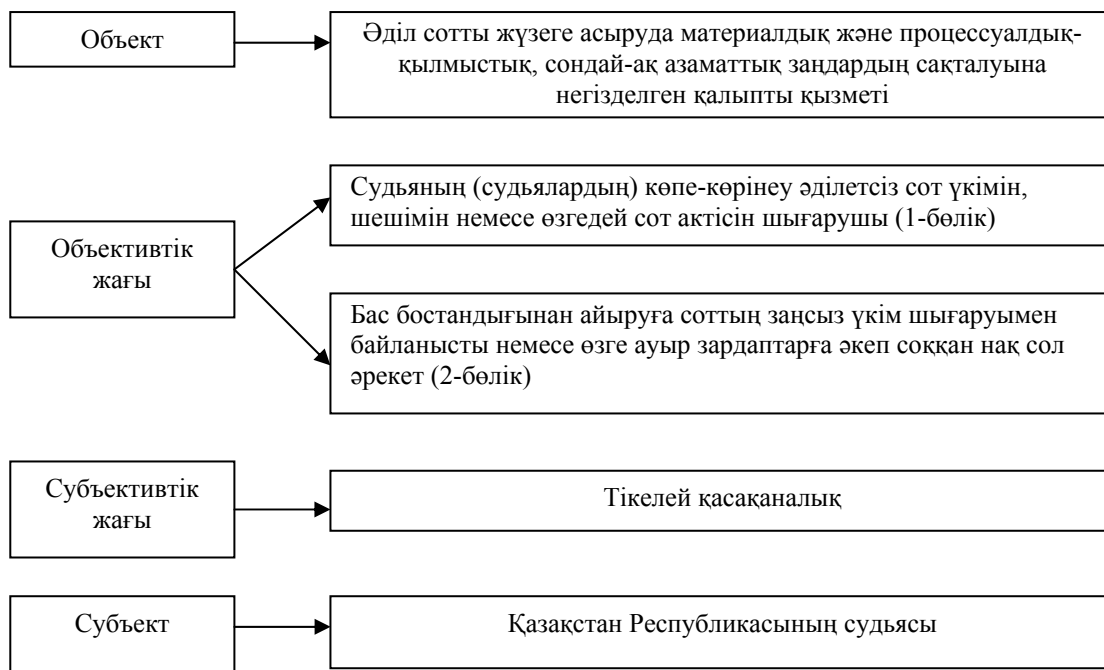 Объект
Әділ сотты жүзеге асыруда материалдық және процессуалдық-
қылмыстық, сондай-ақ азаматтық заңдардың сақталуына
негізделген қалыпты қызметі
Объективтік
жағы
Судьяның (судьялардың) көпе-көрінеу әділетсіз сот үкімін,
шешімін немесе өзгедей сот актісін шығарушы (1-бөлік)
Бас бостандығынан айыруға соттың заңсыз үкім шығаруымен
байланысты немесе өзге ауыр зардаптарға әкеп соққан нақ сол
әрекет (2-бөлік)
Субъективтік
жағы
Тікелей қасақаналық
Субъект
Қазақстан Республикасының судьясы